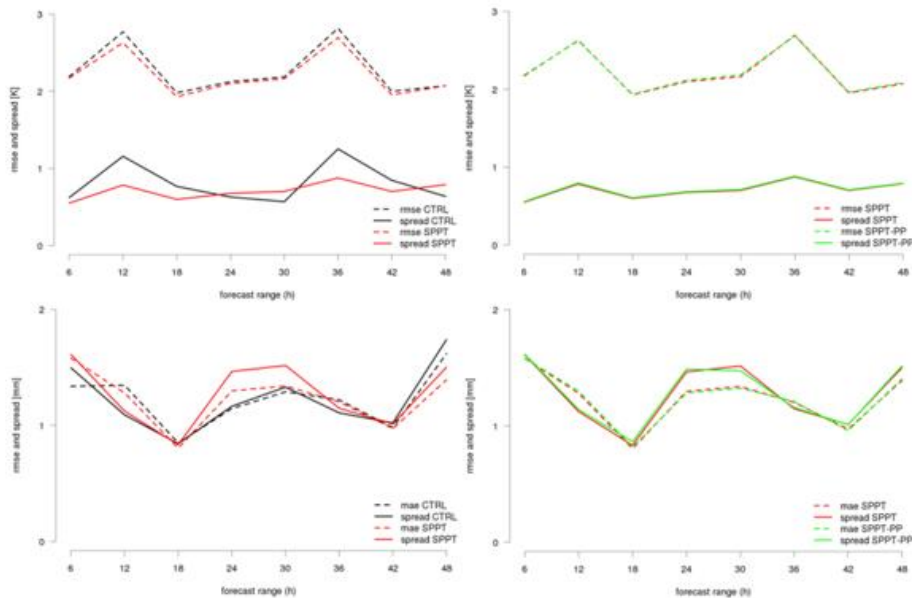 3
2
1
0
rmse and spread [K]
6 12 18 24 30 36 42 48
forecast range (h)
rmse CTRL
spread CTRL
rmse SPPT
spread SPPT
3
2
1
0
rmse and spread [K]
6 12 18 24 30 36 42 48
forecast range (h)
rmse SPPT
spread SPPT
rmse SPPT-PP
spread SPPT-PP
2
1
0
rmse and spread [mm]
6 12 18 24 30 36 42 48
forecast range (h)
mae CTRL
spread CTRL
mae SPPT
spread SPPT
2
1
0
rmse and spread [mm]
6 12 18 24 30 36 42 48
forecast range (h)
mae SPPT
spread SPPT
mae SPPT-PP
spread SPPT-PP